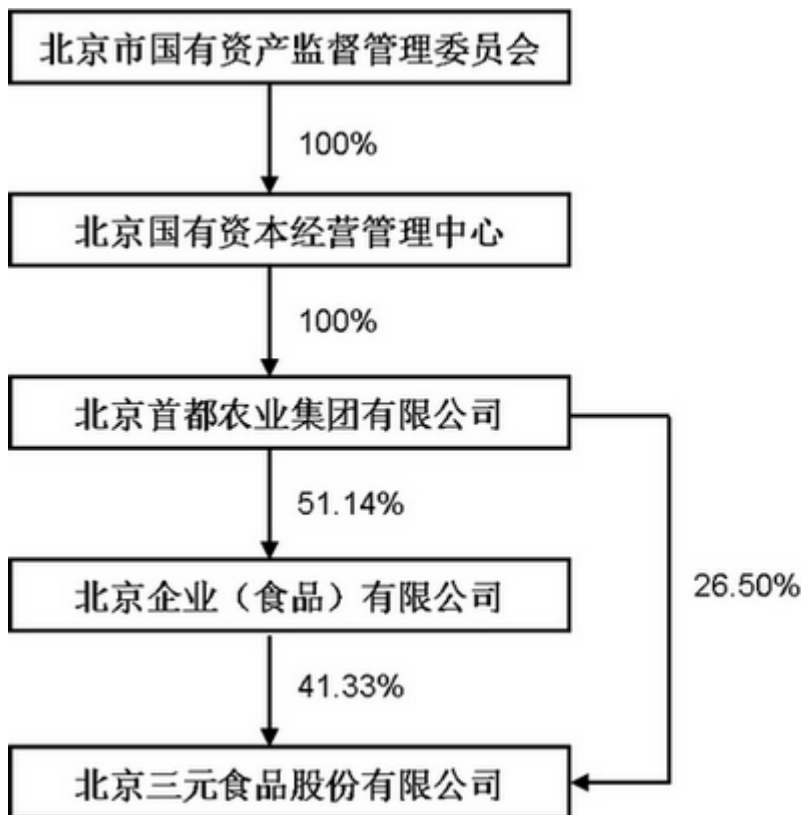 北京市国有资产监督管理委员会
100%
北京国有资本经营管理中心
100%
北京首都农业集团有限公司
51.14%
北京企业（食品）有限公司
26.50%
41.33%
北京三元食品股份有限公司